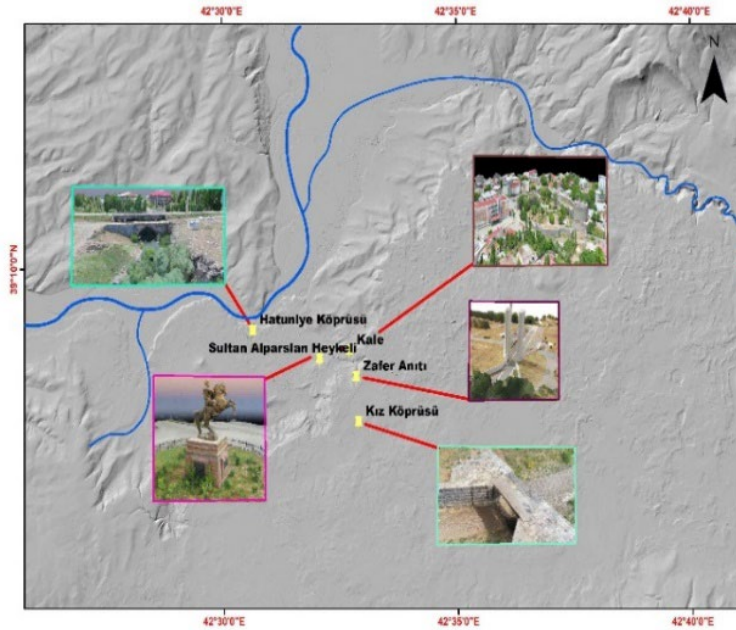 42°30'0"E
42°35'0"E
42°40'0"E
N
39°10'0"N
Hatuniye Köprüsü
Sultan Alparslan Heykeli
Kale
Zafer Anıtı
Kız Köprüsü
42°30'0"E
42°35'0"E
42°40'0"E